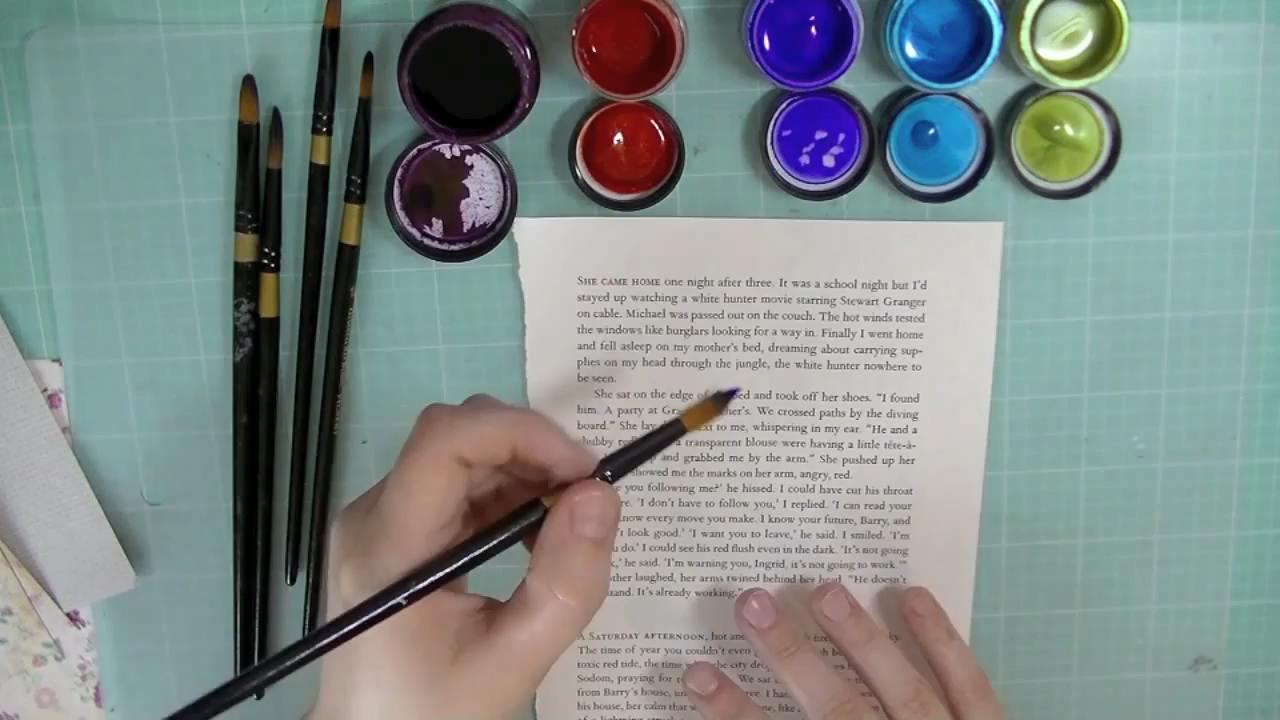 SHE CAME HOME one night after three. It was a school night but I'd
stayed up watching a white hunter movie starring Stewart Granger
on cable. Michael was passed out on the couch. The hot winds tested
the windows like burglars looking for a way in. Finally I went home
and fell asleep on my mother's bed, dreaming about carrying sup-
plies on my head through the jungle, the white hunter nowhere to
be seen.
She sat on the edge of and took off her shoes. "I found
him. A party at We crossed paths by the diving
board." She lay to me, whispering in my ear. "He and a
chubby a transparent blouse were having a little tête-à-
and grabbed me by the arm." She pushed up her
showed me the marks on her arm, angry, red.
you following me?' he hissed. I could have cut his throat
'I don't have to follow you,' I replied. 'I can read your
know every move you make. I know your future, Barry, and
look good.' 'I want you to leave,' he said. I smiled. 'I'm
do.' I could see his red flush even in the dark. 'It's not going
he said. 'I'm warning you, Ingrid, it's not going to work.'"
laughed, her arms twined behind her head. "He doesn't
It's already working."
A SATURDAY AFTERNOON, hot
The time of year you couldn't even
toxic red tide, the time the city
Sodom, praying for We sat
from Barry's house,
his house, her calm that like
of a lightning